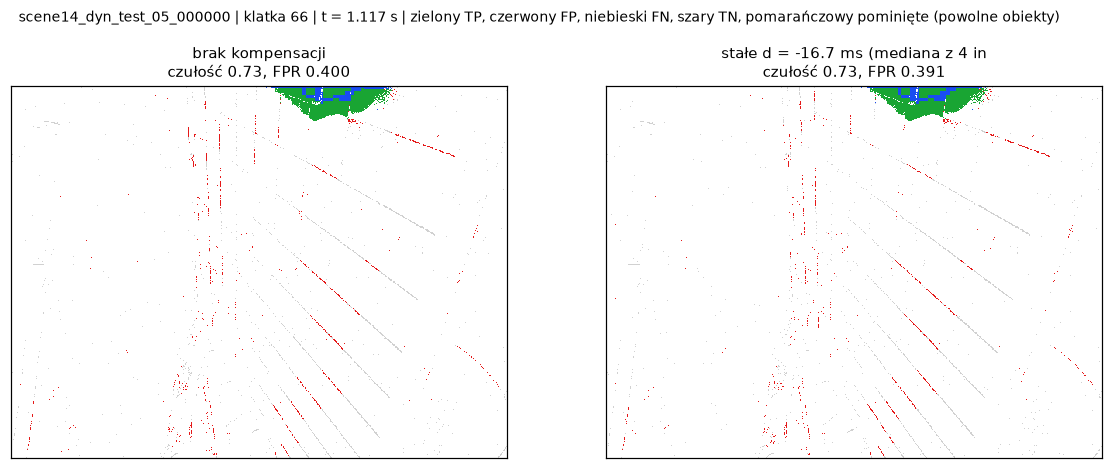 scene14_dyn_test_05_000000 | klatka 66 | t = 1.117 s | zielony TP, czerwony FP, niebieski FN, szary TN, pomarańczowy pominięte (powolne obiekty)
brak kompensacji
czułość 0.73, FPR 0.400
stałe d = -16.7 ms (mediana z 4 in
czułość 0.73, FPR 0.391